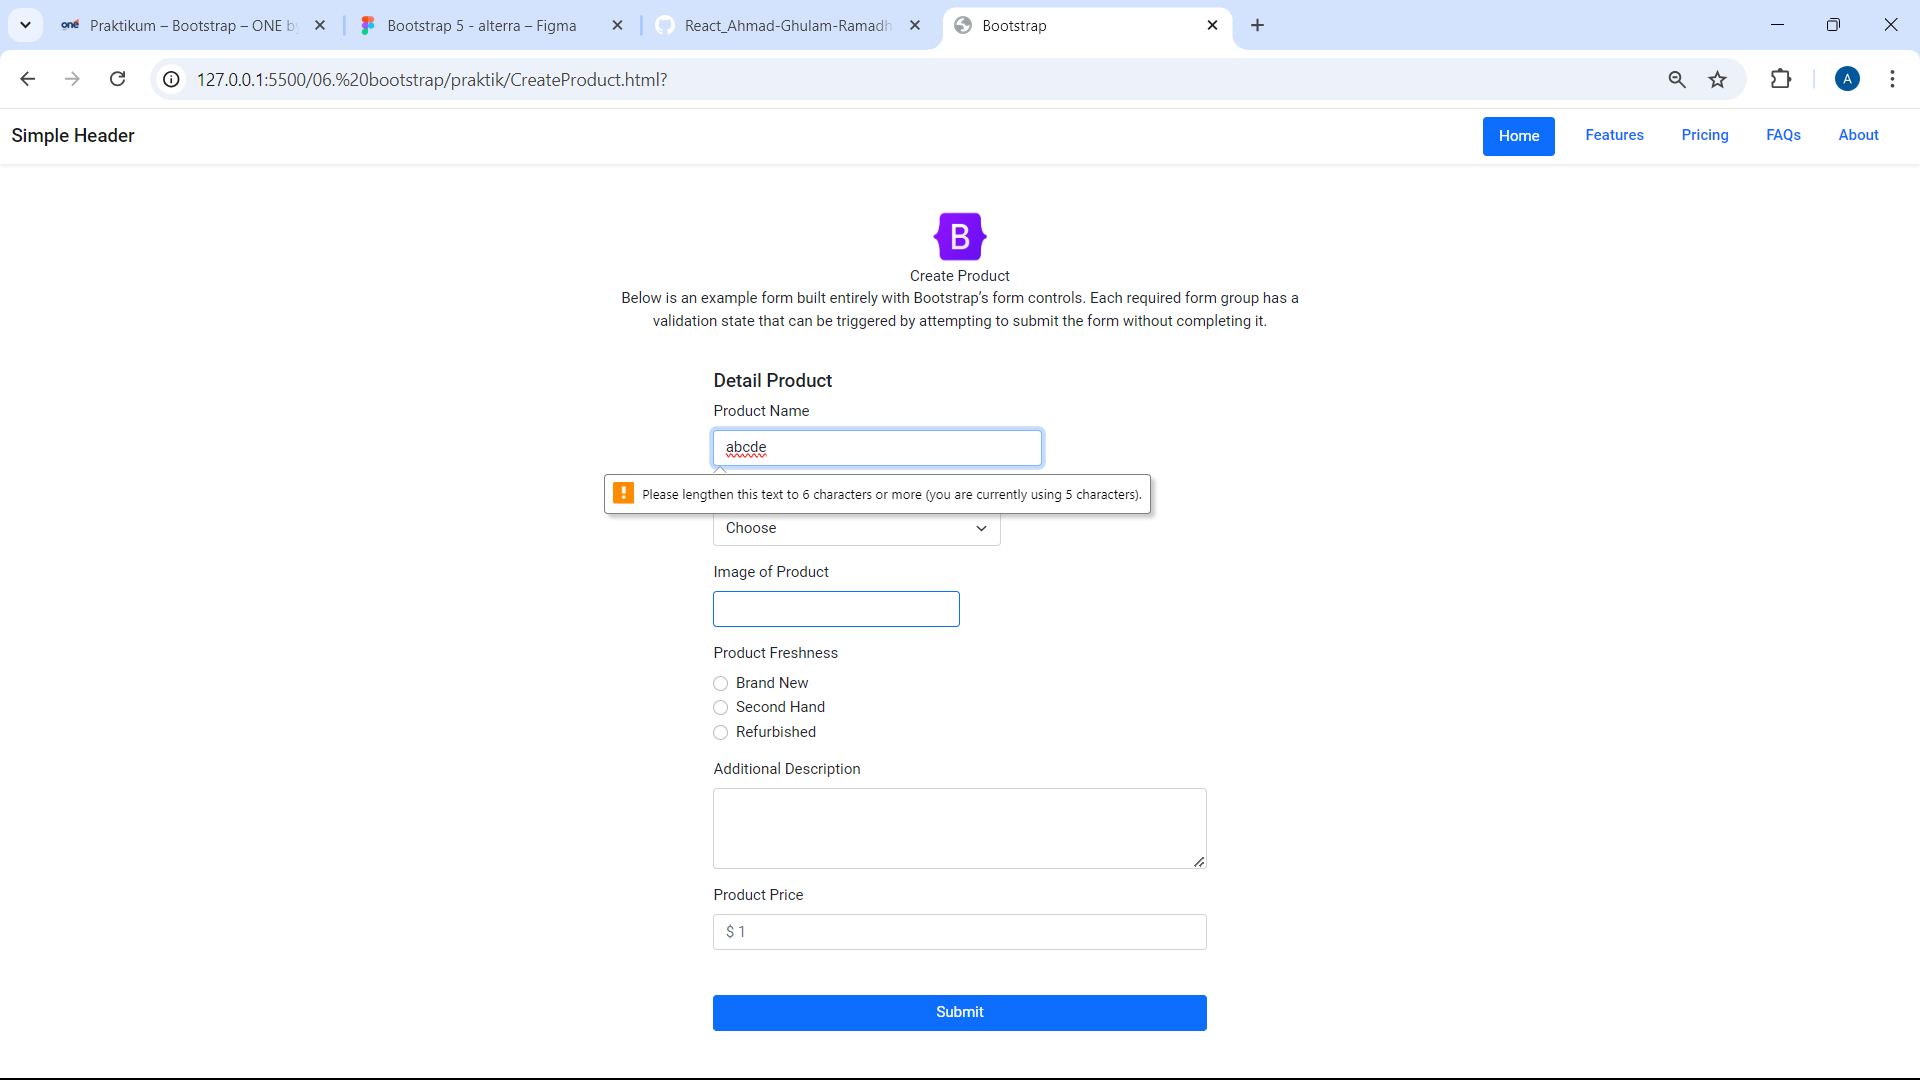 Praktikum – Bootstrap – ONE by
Bootstrap 5 - alterra – Figma
React_Ahmad-Ghulam-Ramadh
Bootstrap
127.0.0.1:5500/06.%20bootstrap/praktik/CreateProduct.html?
A
Simple Header
Home
Features
Pricing
FAQs
About
B
Create Product
Below is an example form built entirely with Bootstrap’s form controls. Each required form group has a
validation state that can be triggered by attempting to submit the form without completing it.
Detail Product
Product Name
abcde
Please lengthen this text to 6 characters or more (you are currently using 5 characters).
Choose
Image of Product
Product Freshness
Brand New
Second Hand
Refurbished
Additional Description
Product Price
$ 1
Submit